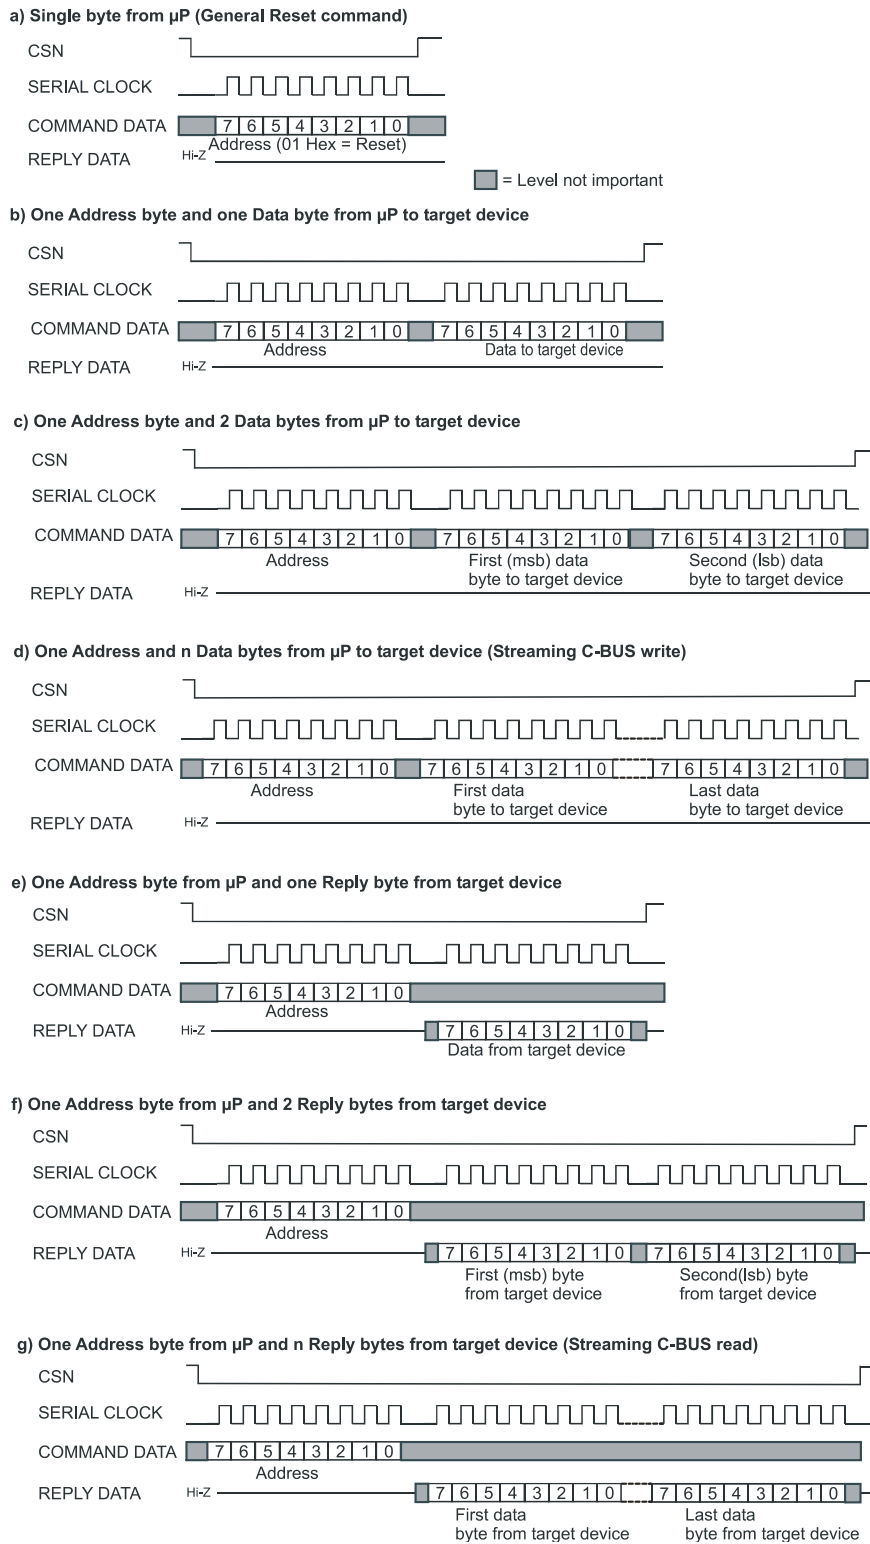 a) Single byte from µP (General Reset command)
CSN
SERIAL CLOCK
COMMAND DATA 7 6 5 4 3 2 1 0
Address (01 Hex = Reset)
REPLY DATA Hi-Z
= Level not important
b) One Address byte and one Data byte from µP to target device
CSN
SERIAL CLOCK
COMMAND DATA 7 6 5 4 3 2 1 0 7 6 5 4 3 2 1 0
Address Data to target device
REPLY DATA Hi-Z
c) One Address byte and 2 Data bytes from µP to target device
CSN
SERIAL CLOCK
COMMAND DATA 7 6 5 4 3 2 1 0 7 6 5 4 3 2 1 0 7 6 5 4 3 2 1 0
Address First (msb) data Second (lsb) data
byte to target device byte to target device
REPLY DATA Hi-Z
d) One Address and n Data bytes from µP to target device (Streaming C-BUS write)
CSN
SERIAL CLOCK
COMMAND DATA 7 6 5 4 3 2 1 0 7 6 5 4 3 2 1 0 7 6 5 4 3 2 1 0
Address First data Last data
byte to target device byte to target device
REPLY DATA Hi-Z
e) One Address byte from µP and one Reply byte from target device
CSN
SERIAL CLOCK
COMMAND DATA 7 6 5 4 3 2 1 0
Address
REPLY DATA Hi-Z 7 6 5 4 3 2 1 0
Data from target device
f) One Address byte from µP and 2 Reply bytes from target device
CSN
SERIAL CLOCK
COMMAND DATA 7 6 5 4 3 2 1 0
Address
REPLY DATA Hi-Z 7 6 5 4 3 2 1 0 7 6 5 4 3 2 1 0
First (msb) byte Second(lsb) byte
from target device from target device
g) One Address byte from µP and n Reply bytes from target device (Streaming C-BUS read)
CSN
SERIAL CLOCK
COMMAND DATA 7 6 5 4 3 2 1 0
Address
REPLY DATA Hi-Z 7 6 5 4 3 2 1 0 7 6 5 4 3 2 1 0
First data Last data
byte from target device byte from target device